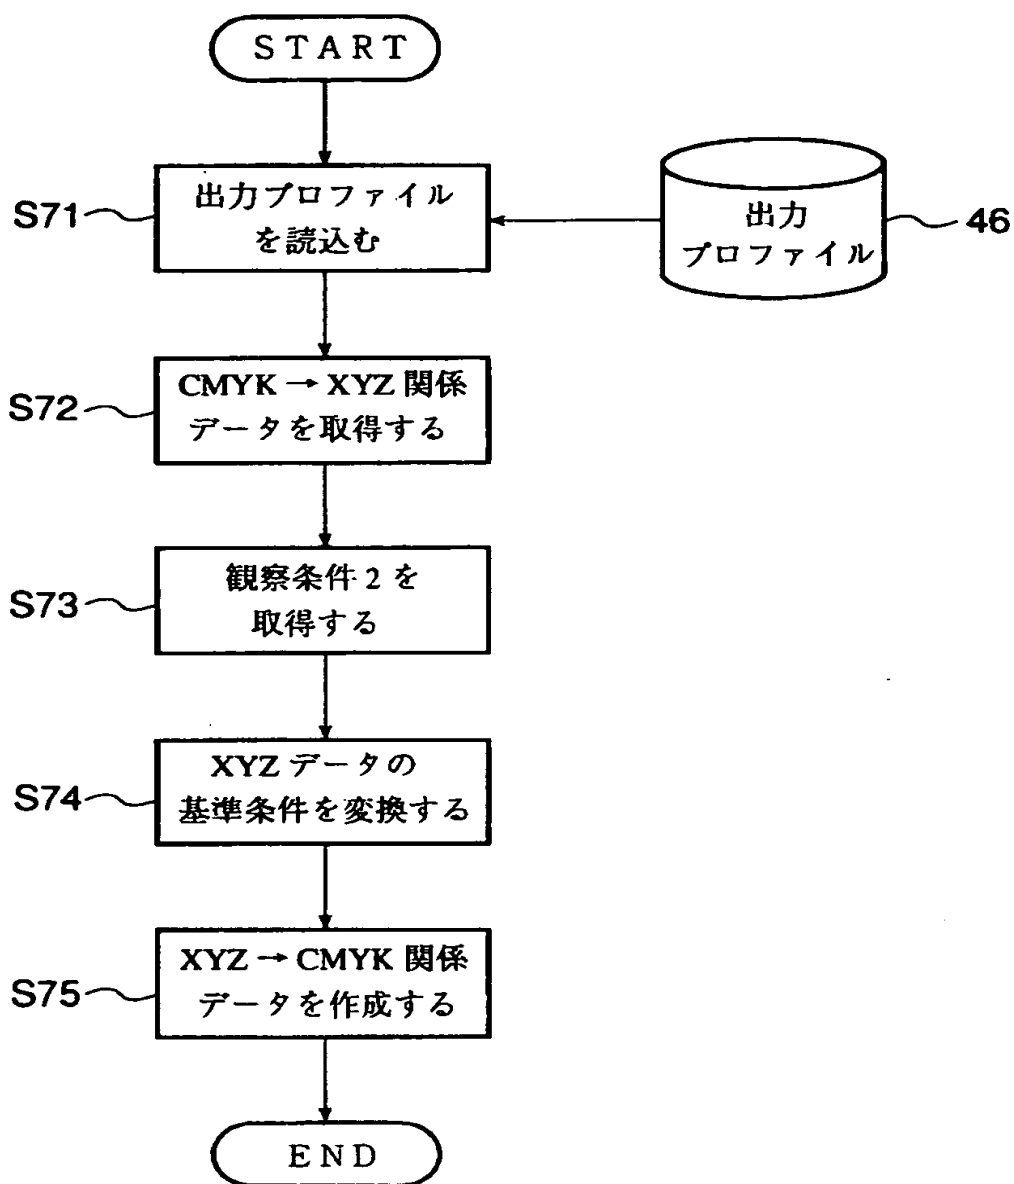 START
S71
出力プロファイル
を読込む
出力
プロファイル
46
S72
CMYK → XYZ 関係
データを取得する
S73
観察条件 2 を
取得する
S74
XYZ データの
基準条件を変換する
S75
XYZ → CMYK 関係
データを作成する
END